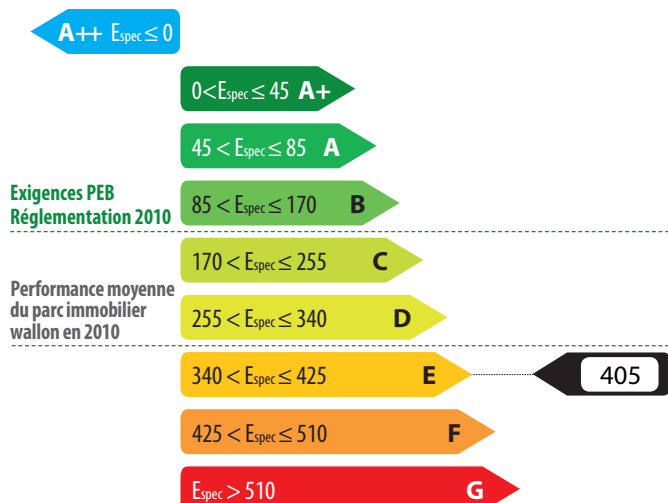 A++ Espec ≤ 0
0<Espec ≤ 45 A+
45 < Espec ≤ 85 A
Exigences PEB
Réglementation 2010
85 < Espec ≤ 170 B
170 < Espec ≤ 255 C
Performance moyenne
du parc immobilier
wallon en 2010
255 < Espec ≤ 340 D
340 < Espec ≤ 425 E
405
425 < Espec ≤ 510 F
Espec > 510 G